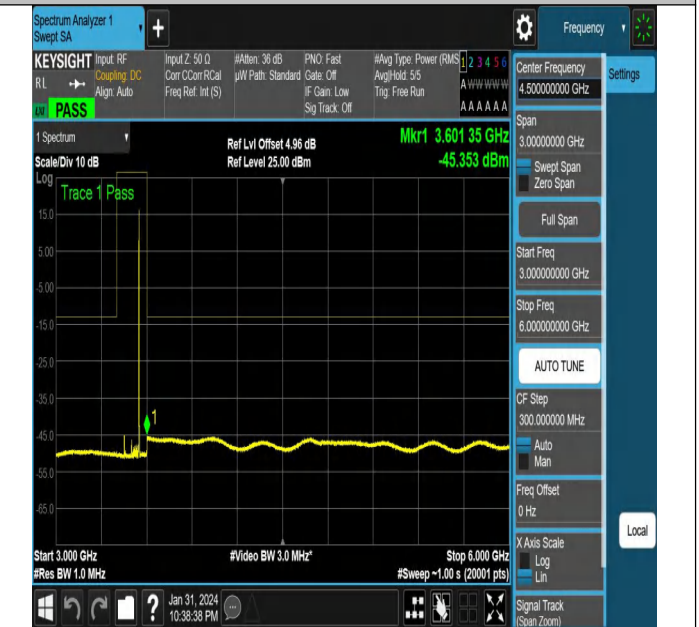 Spectrum Analyzer 1
Swept SA
+
Frequency
KEYSIGHT
Input: RF
Input Z: 50 Ω
#Atten: 36 dB
PNO: Fast
#Avg Type: Power (RMS
1 2 3 4 5 6
RL
Coupling: DC
Corr CCorr RCal
µW Path: Standard
Gate: Off
Avg|Hold: 5/5
A W W W W W
Align: Auto
Freq Ref: Int (S)
IF Gain: Low
Trig: Free Run
PASS
Sig Track: Off
A A A A A A
1 Spectrum
Ref Lvl Offset 4.96 dB
Mkr1 3.601 35 GHz
Scale/Div 10 dB
Ref Level 25.00 dBm
-45.353 dBm
Log
Trace 1 Pass
15.0
5.00
-5.00
-15.0
-25.0
-35.0
1
-45.0
-55.0
-65.0
Start 3.000 GHz
#Video BW 3.0 MHz*
Stop 6.000 GHz
#Res BW 1.0 MHz
#Sweep ~1.00 s (20001 pts)
?
Jan 31, 2024
10:38:38 PM
Center Frequency
4.500000000 GHz
Settings
Span
3.00000000 GHz
Swept Span
Zero Span
Full Span
Start Freq
3.000000000 GHz
Stop Freq
6.000000000 GHz
AUTO TUNE
CF Step
300.000000 MHz
Auto
Man
Freq Offset
0 Hz
X Axis Scale
Log
Lin
Local
Signal Track
(Span Zoom)